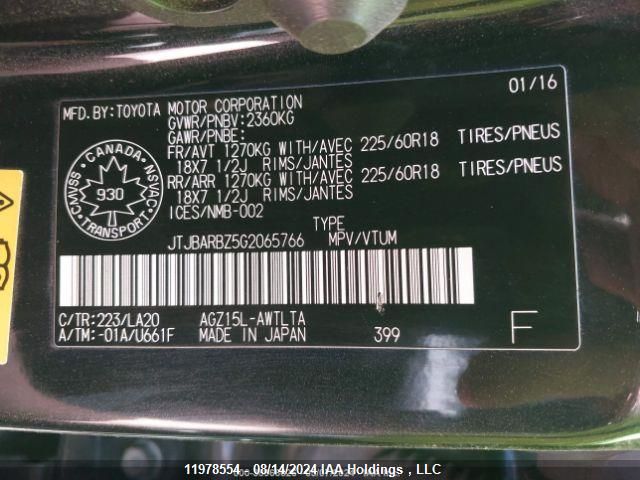 MFD.BY:TOYOTA MOTOR CORPORATION 01/16
GVWR/PNBV:2360KG
GAWR/PNBE:
FR/AVT 1270KG WITH/AVEC 225/60R18 TIRES/PNEUS
18X7 1/2J RIMS/JANTES
RR/ARR 1270KG WITH/AVEC 225/60R18 TIRES/PNEUS
18X7 1/2J RIMS/JANTES
ICES/NMB-002
CANADA
CMVSS NSVAC
930
TRANSPORT
TYPE
JTJBARBZ5G2065766 MPV/VTUM
C/TR:223/LA20 AGZ15L-AWTLTA
A/TM:-01A/U661F MADE IN JAPAN 399 F
11978554 - 08/14/2024 IAA Holdings , LLC